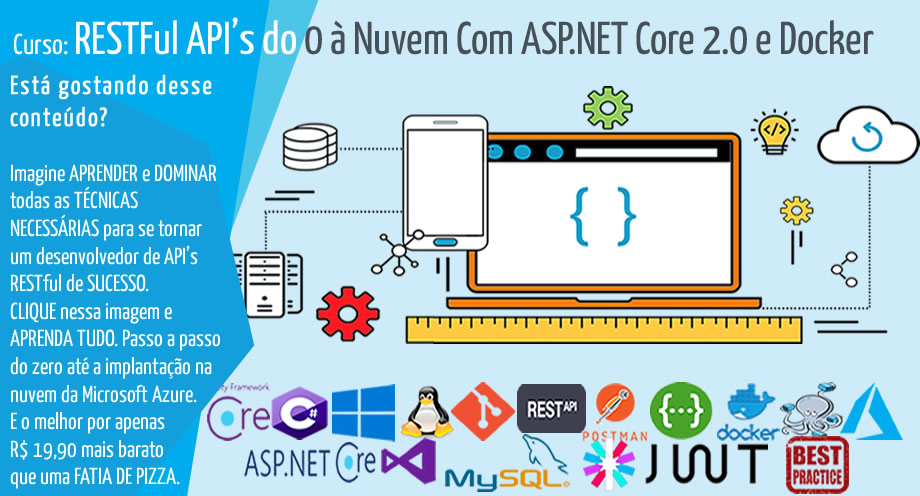 Curso: RESTFul API's do 0 à Nuvem Com ASP.NET Core 2.0 e Docker
Está gostando desse
conteúdo?
Imagine APRENDER e DOMINAR
todas as TÉCNICAS
NECESSÁRIAS para se tornar
um desenvolvedor de API's
RESTful de SUCESSO.
CLIQUE nessa imagem e
APRENDA TUDO. Passo a passo
do zero até a implantação na
nuvem da Microsoft Azure.
E o melhor por apenas
R$ 19,90 mais barato
que uma FATIA DE PIZZA.
{ }
Framework
Core
C#
REST API
POSTMAN
{...}
docker
ASP.NET Core
MySQL®
JWT
BEST
PRACTICE